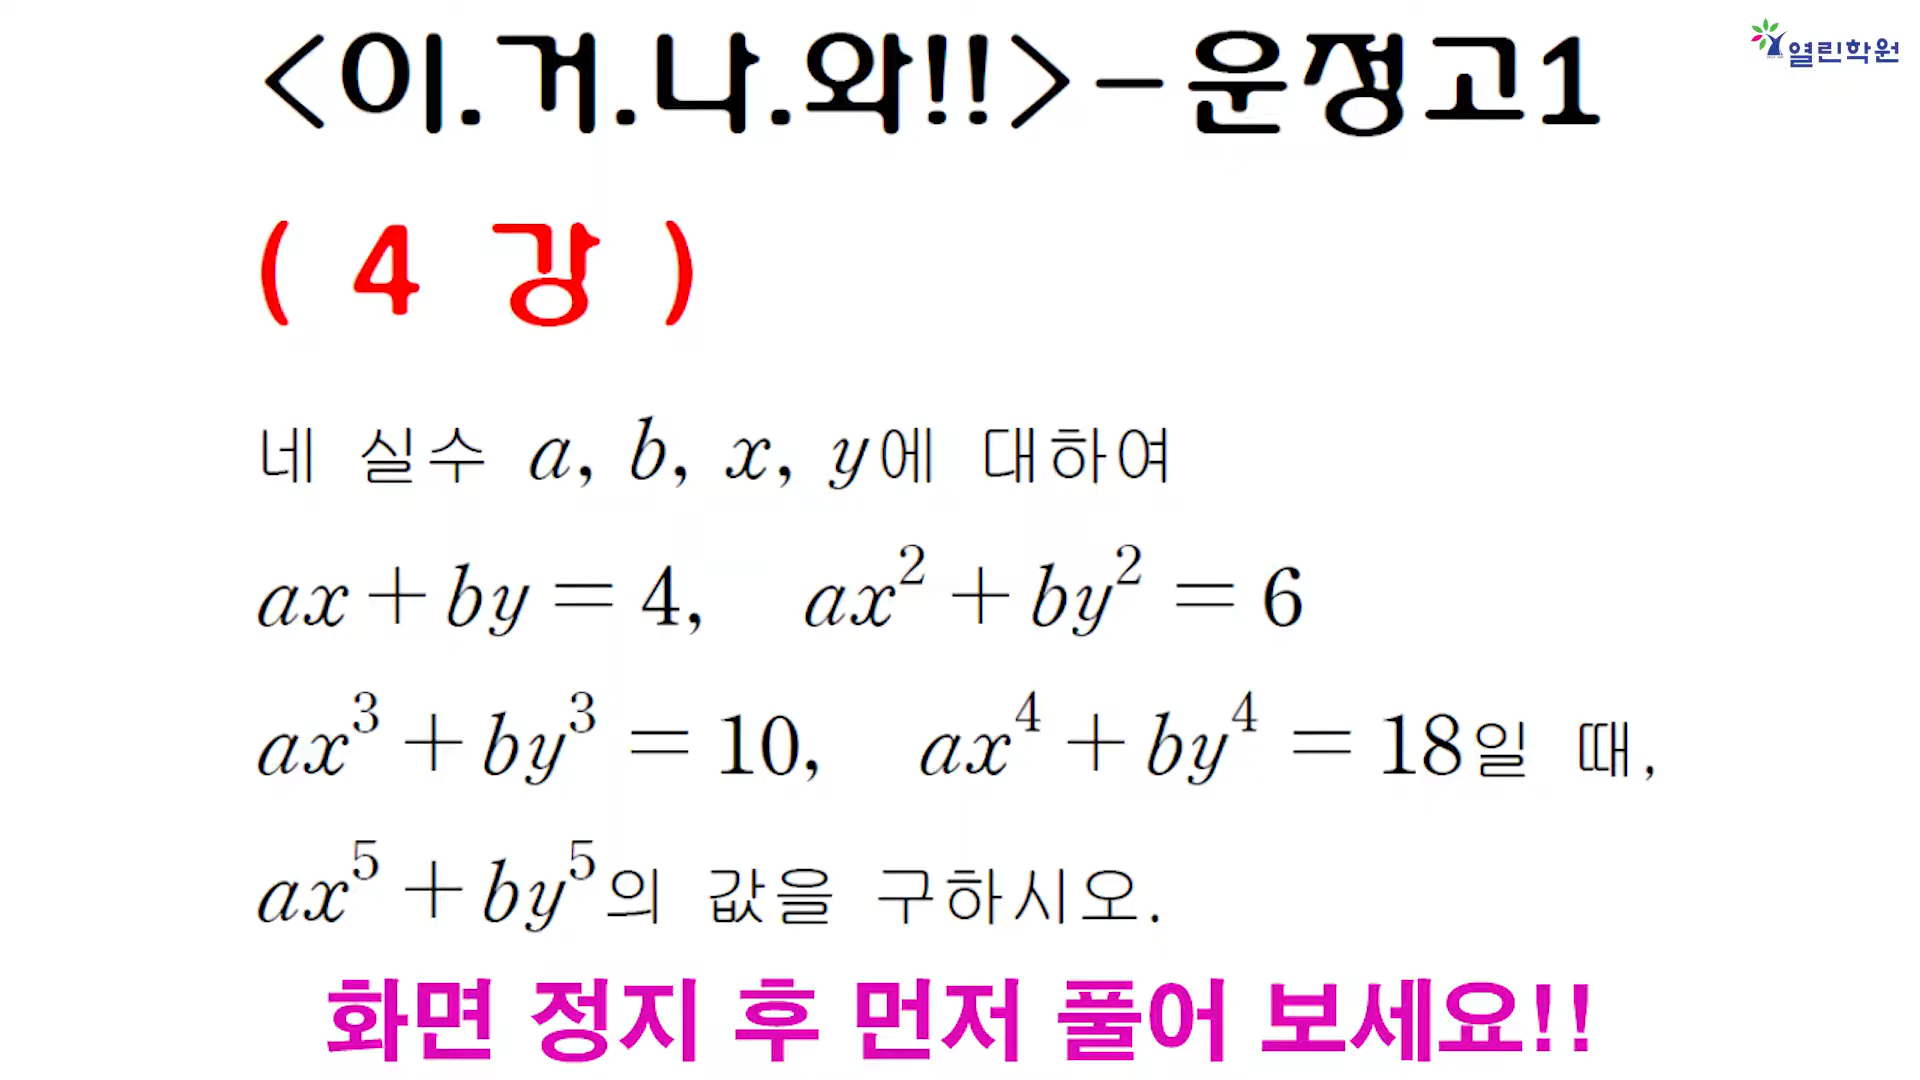 <이.거.나.와!!>-운정고1
열린학원
( 4 강 )
네 실수 a, b, x, y에 대하여
ax+by=4, ax²+by²=6
ax³+by³=10, ax⁴+by⁴=18일 때,
ax⁵+by⁵의 값을 구하시오.
화면 정지 후 먼저 풀어 보세요!!